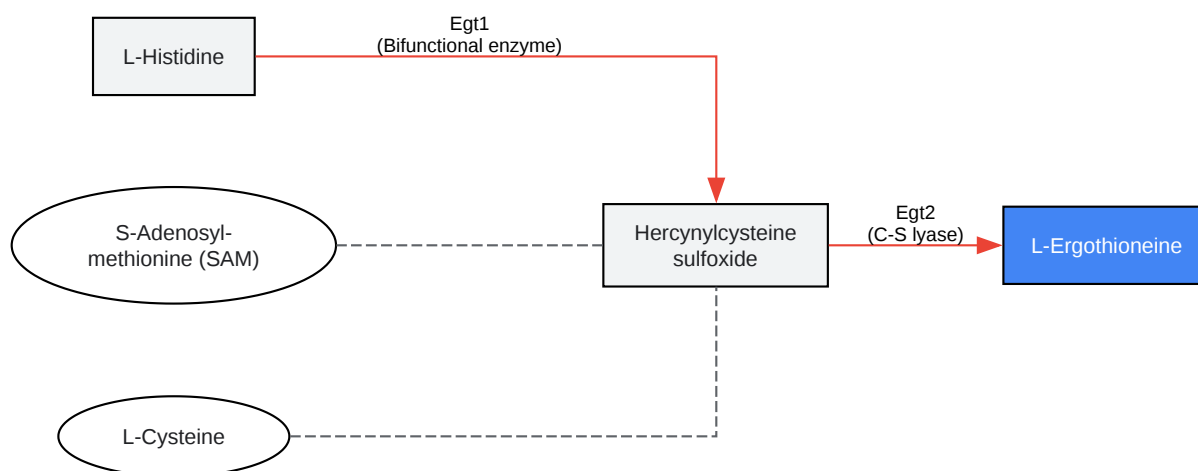 Egt1
(Bifunctional enzyme)
L-Histidine
S-Adenosyl-
methionine (SAM)
Hercynylcysteine
sulfoxide
Egt2
(C-S lyase)
L-Ergothioneine
L-Cysteine